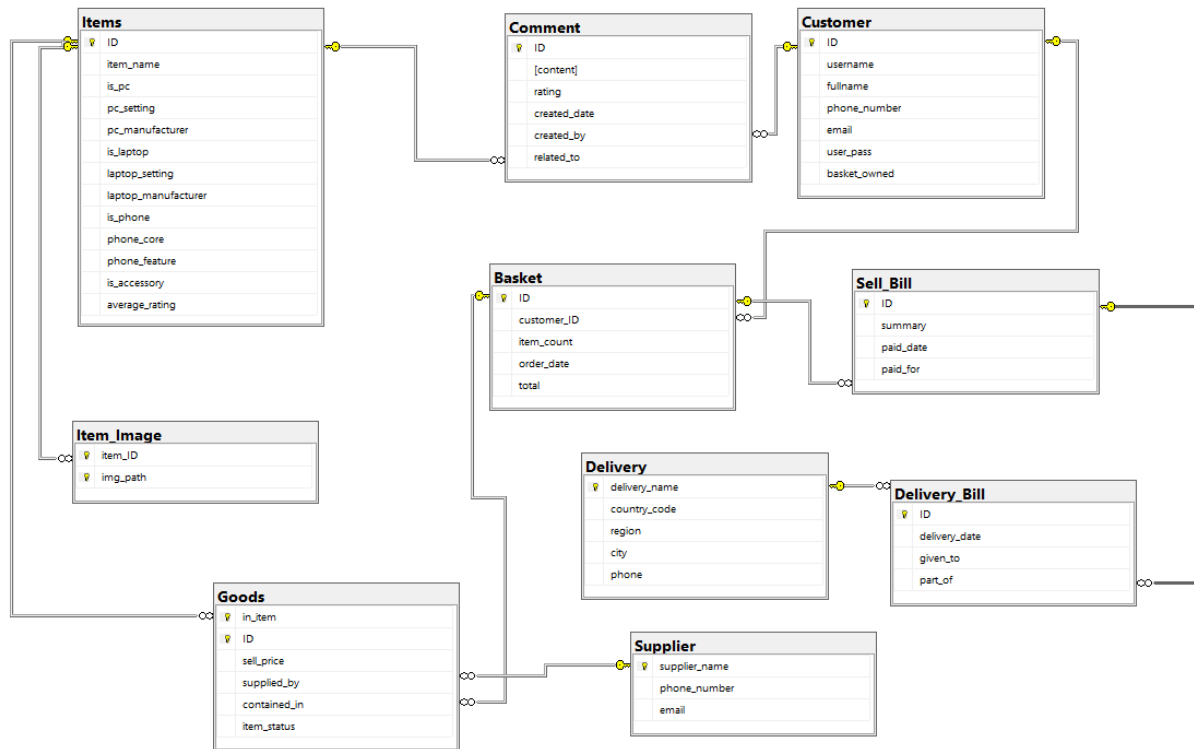 Items
ID
item_name
is_pc
pc_setting
pc_manufacturer
is_laptop
laptop_setting
laptop_manufacturer
is_phone
phone_core
phone_feature
is_accessory
average_rating
Comment
ID
[content]
rating
created_date
created_by
related_to
Customer
ID
username
fullname
phone_number
email
user_pass
basket_owned
Basket
ID
customer_ID
item_count
order_date
total
Sell_Bill
ID
summary
paid_date
paid_for
Item_Image
item_ID
img_path
Delivery
delivery_name
country_code
region
city
phone
Delivery_Bill
ID
delivery_date
given_to
part_of
Goods
in_item
ID
sell_price
supplied_by
contained_in
item_status
Supplier
supplier_name
phone_number
email